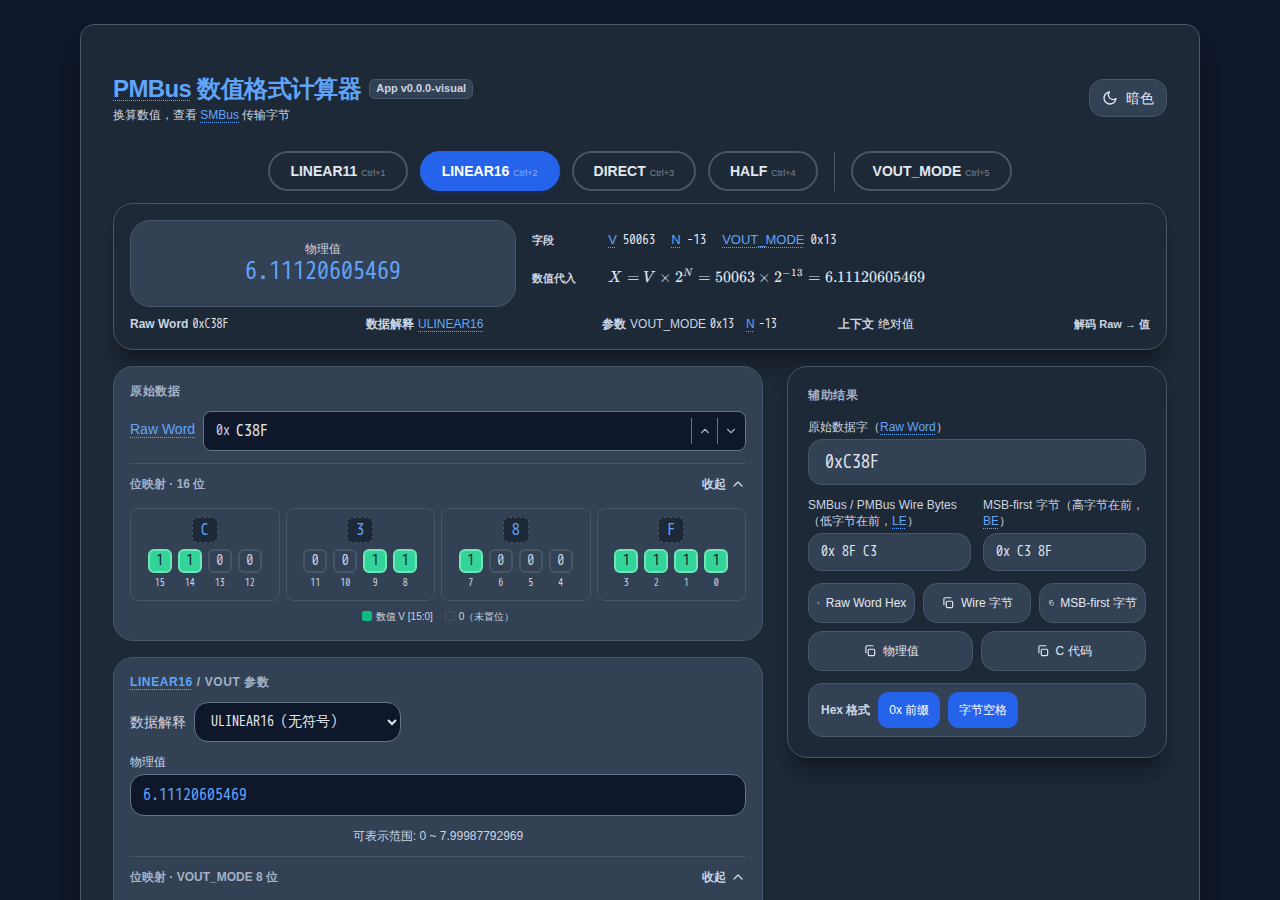 PMBus 数值格式计算器 App v0.0.0-visual
换算数值，查看 SMBus 传输字节
暗色
LINEAR11 Ctrl+1 LINEAR16 Ctrl+2 DIRECT Ctrl+3 HALF Ctrl+4 VOUT_MODE Ctrl+5
物理值
6.11120605469
字段 V 50063 N -13 VOUT_MODE 0x13
数值代入 X = V × 2^N = 50063 × 2^-13 = 6.11120605469
Raw Word 0xC38F 数据解释 ULINEAR16 参数 VOUT_MODE 0x13 N -13 上下文 绝对值 解码 Raw → 值
原始数据
Raw Word 0x C38F
位映射 · 16 位 收起
C 3 8 F
1 1 0 0 0 0 1 1 1 0 0 0 1 1 1 1
15 14 13 12 11 10 9 8 7 6 5 4 3 2 1 0
数值 V [15:0] 0（未置位）
LINEAR16 / VOUT 参数
数据解释 ULINEAR16 (无符号)
物理值
6.11120605469
可表示范围: 0 ~ 7.99987792969
位映射 · VOUT_MODE 8 位 收起
辅助结果
原始数据字（Raw Word）
0xC38F
SMBus / PMBus Wire Bytes
（低字节在前，LE）
0x 8F C3
MSB-first 字节（高字节在前，
BE）
0x C3 8F
Raw Word Hex Wire 字节 MSB-first 字节
物理值 C 代码
Hex 格式 0x 前缀 字节空格